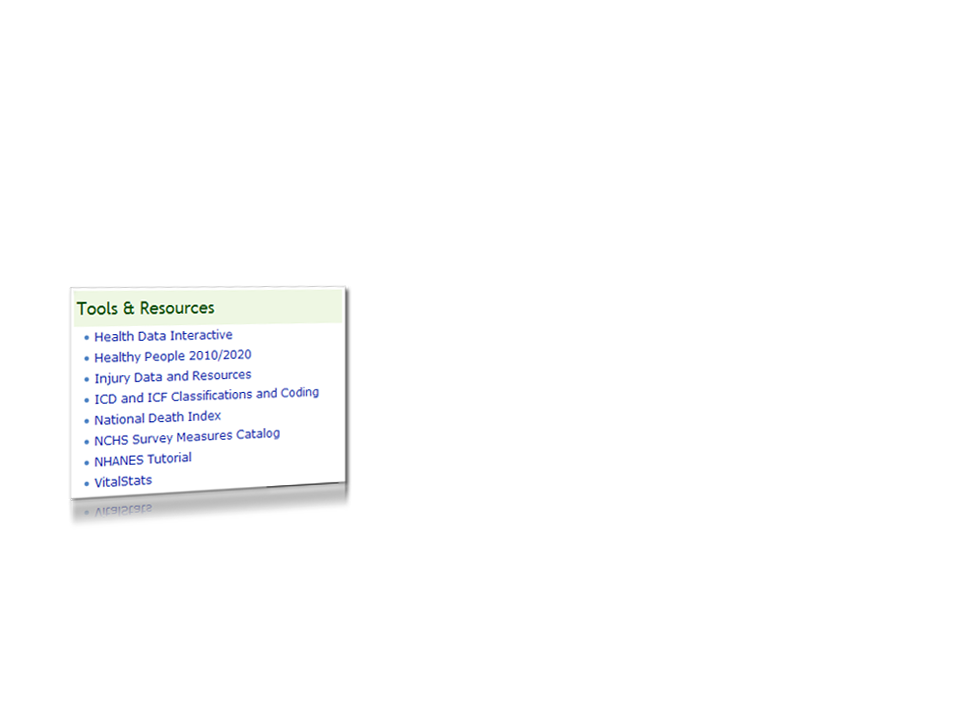 Tools & Resources
• Health Data Interactive
• Healthy People 2010/2020
• Injury Data and Resources
• ICD and ICF Classifications and Coding
• National Death Index
• NCHS Survey Measures Catalog
• NHANES Tutorial
• VitalStats